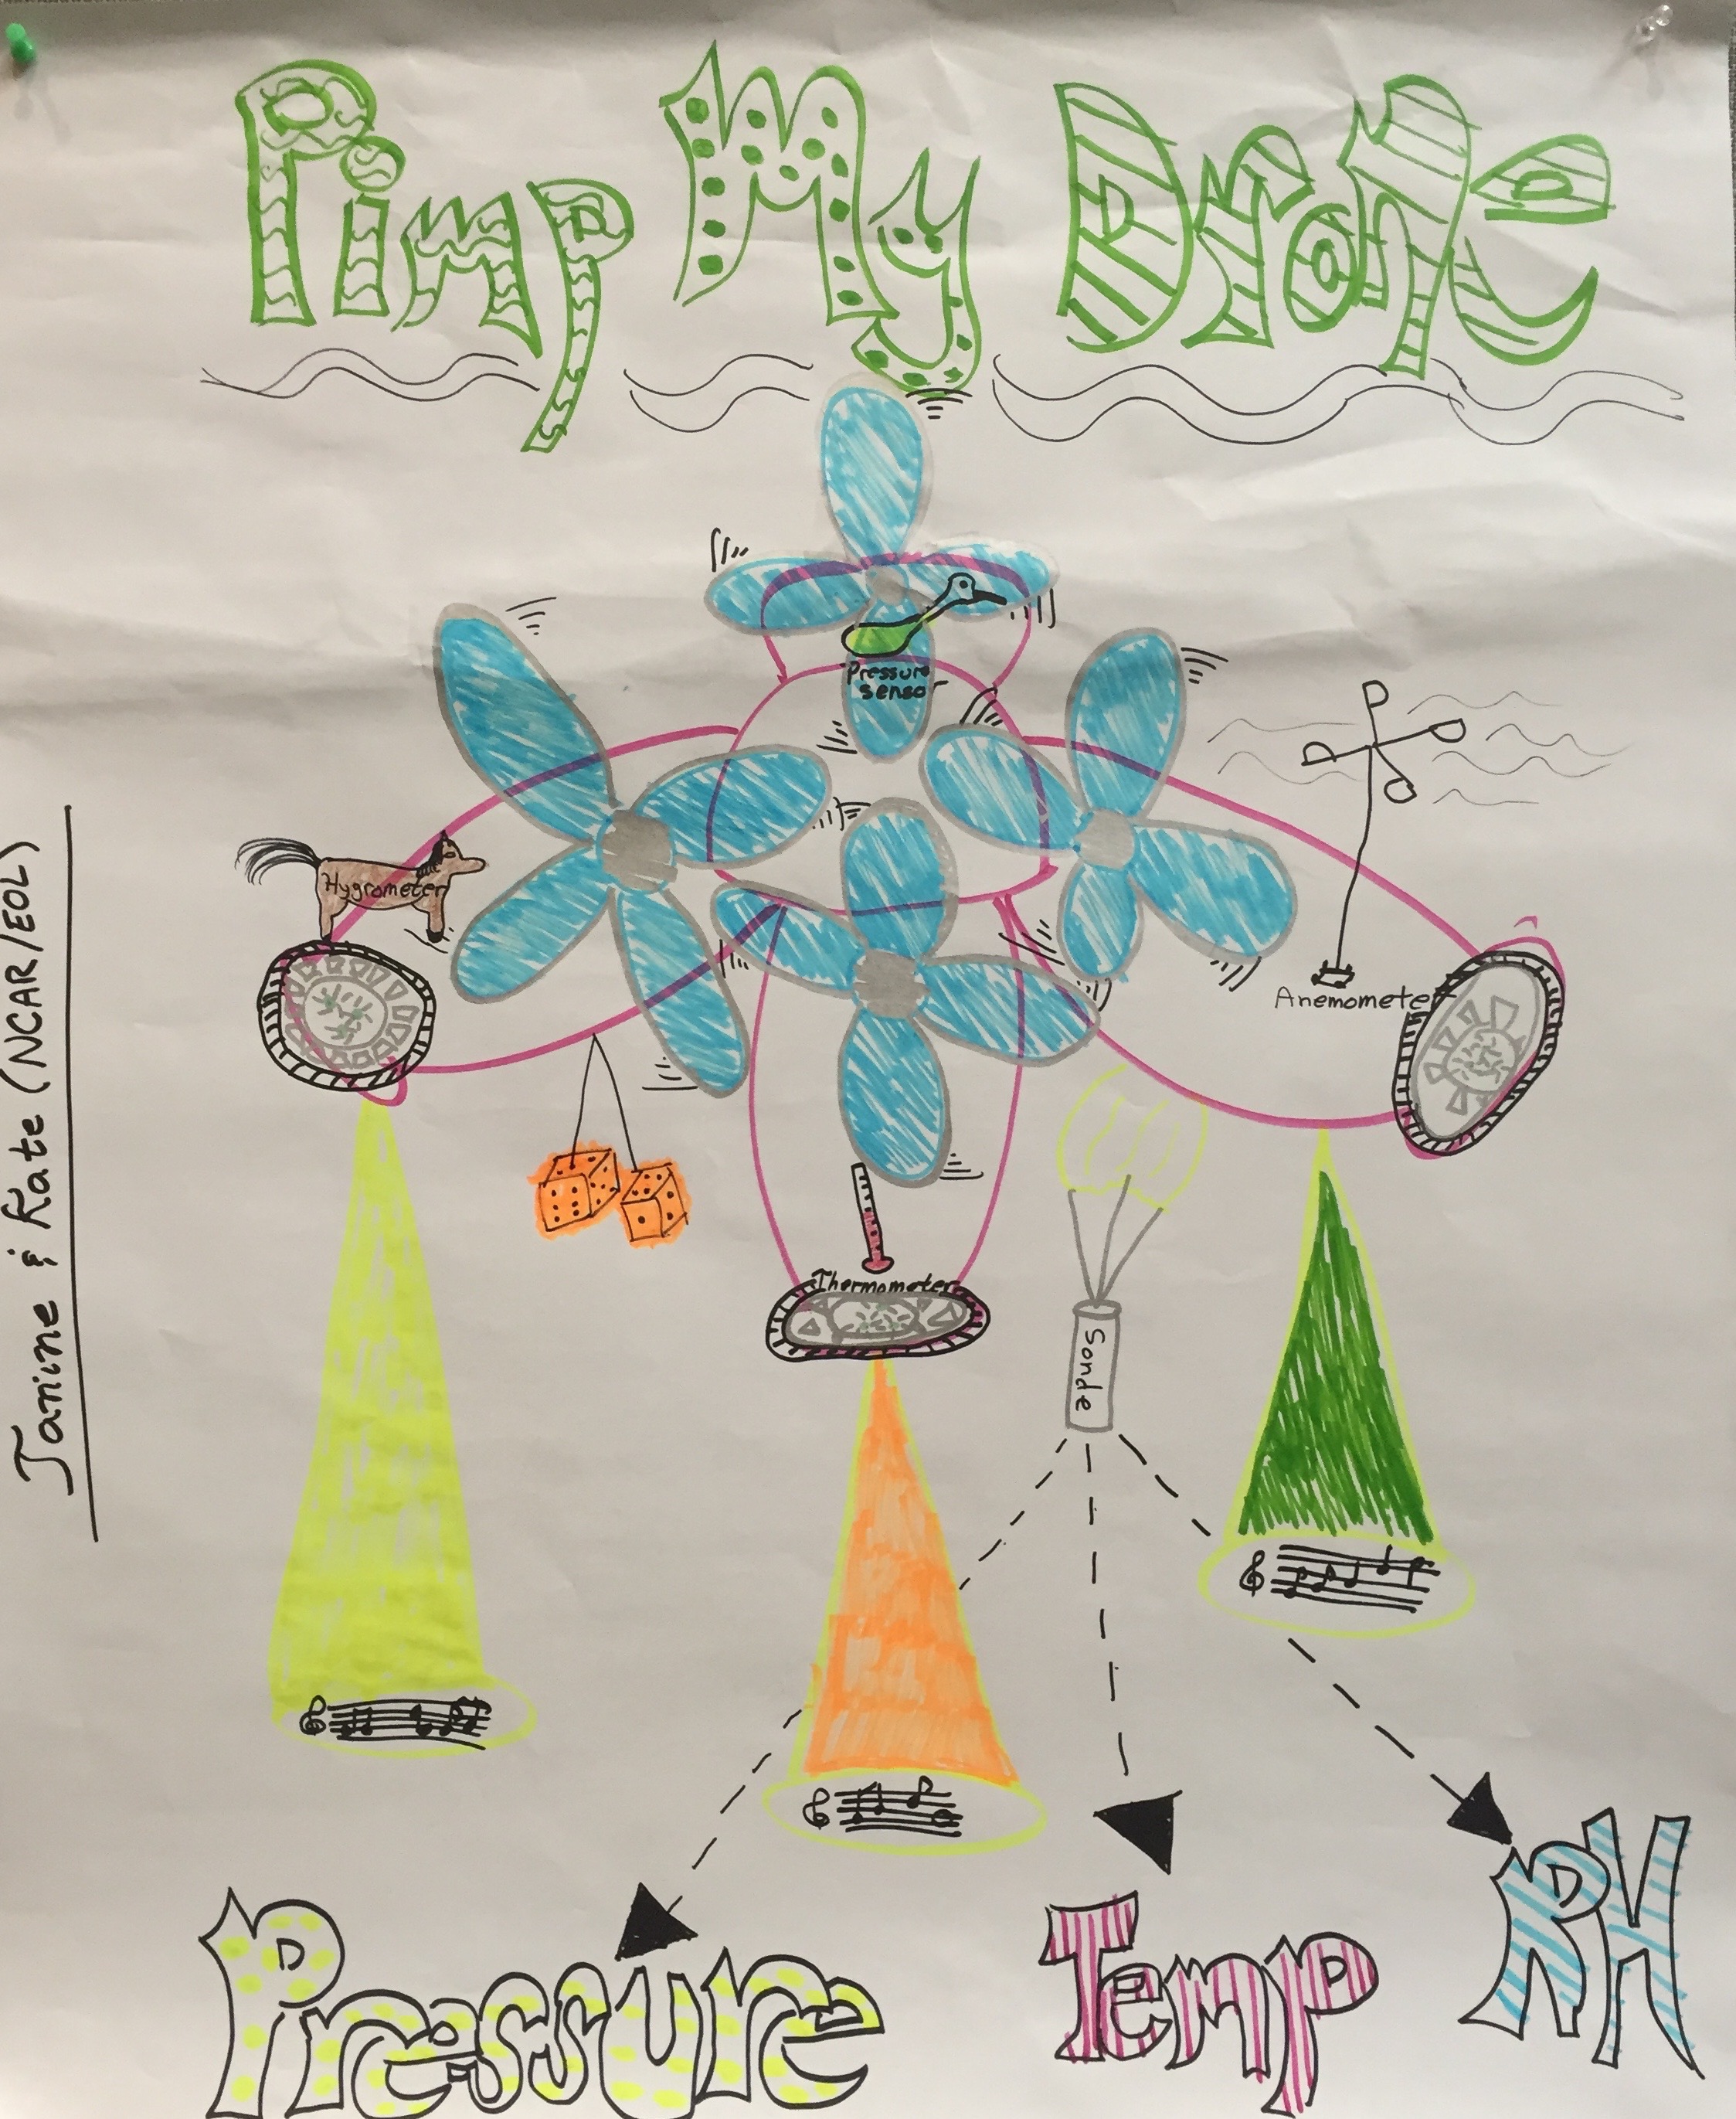 Pimp My Drone
Pressure
sensor
Hygrometer
Anemometer
Thermometer
Sonde
Janine & Kate (NCAR/EOL)
Pressure
Temp
RH